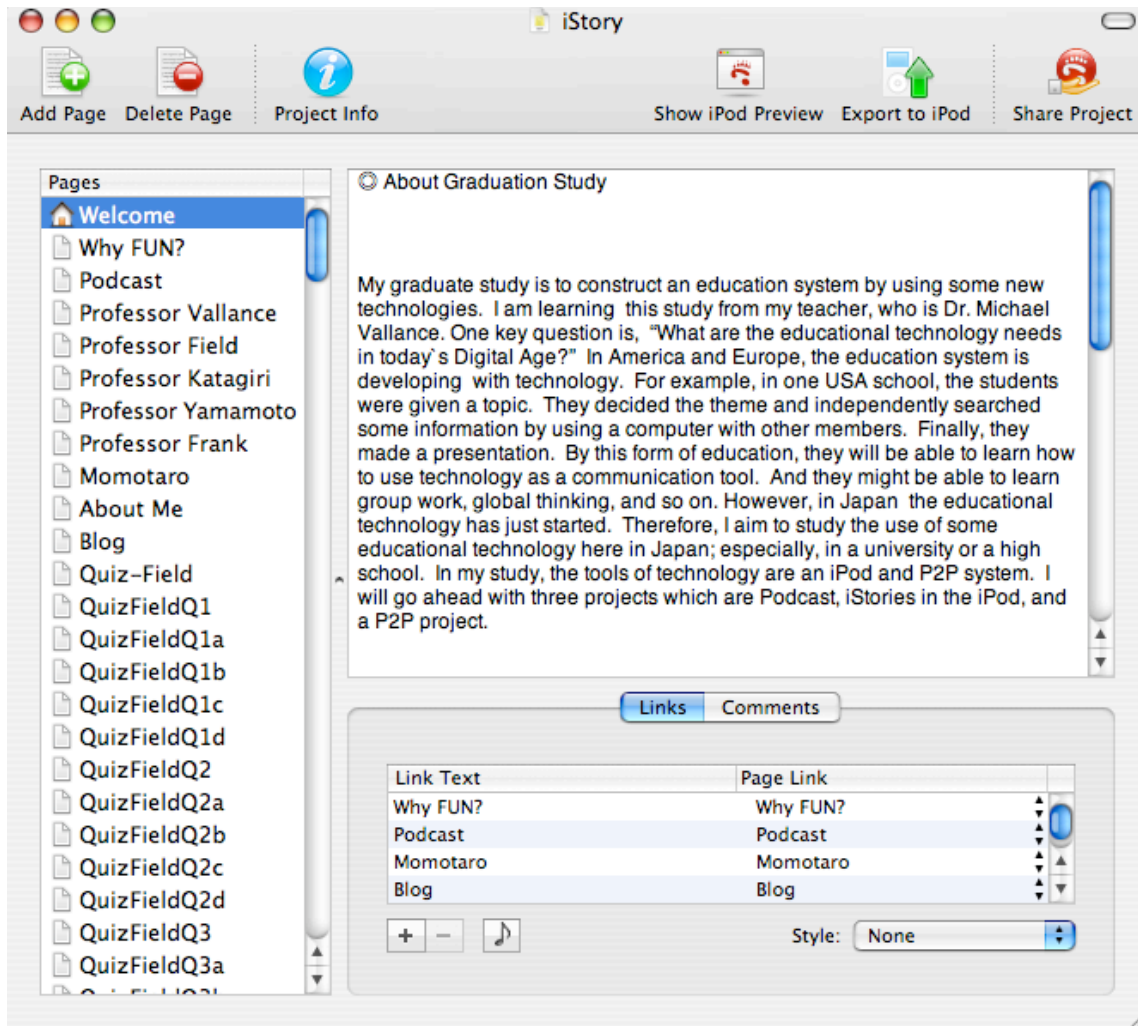 iStory
Add Page
Delete Page
Project Info
Show iPod Preview
Export to iPod
Share Project
Pages
Welcome
Why FUN?
Podcast
Professor Vallance
Professor Field
Professor Katagiri
Professor Yamamoto
Professor Frank
Momotaro
About Me
Blog
Quiz-Field
QuizFieldQ1
QuizFieldQ1a
QuizFieldQ1b
QuizFieldQ1c
QuizFieldQ1d
QuizFieldQ2
QuizFieldQ2a
QuizFieldQ2b
QuizFieldQ2c
QuizFieldQ2d
QuizFieldQ3
QuizFieldQ3a
◎ About Graduation Study
My graduate study is to construct an education system by using some new
technologies.  I am learning  this study from my teacher, who is Dr. Michael
Vallance. One key question is,  “What are the educational technology needs
in today`s Digital Age?”  In America and Europe, the education system is
developing  with technology.  For example, in one USA school, the students
were given a topic.  They decided the theme and independently searched
some information by using a computer with other members.  Finally, they
made a presentation.  By this form of education, they will be able to learn how
to use technology as a communication tool.  And they might be able to learn
group work, global thinking, and so on. However, in Japan  the educational
technology has just started.  Therefore, I aim to study the use of some
educational technology here in Japan; especially, in a university or a high
school.  In my study, the tools of technology are an iPod and P2P system.  I
will go ahead with three projects which are Podcast, iStories in the iPod, and
a P2P project.
Links
Comments
Link Text
Page Link
Why FUN?
Why FUN?
Podcast
Podcast
Momotaro
Momotaro
Blog
Blog
Style:
None